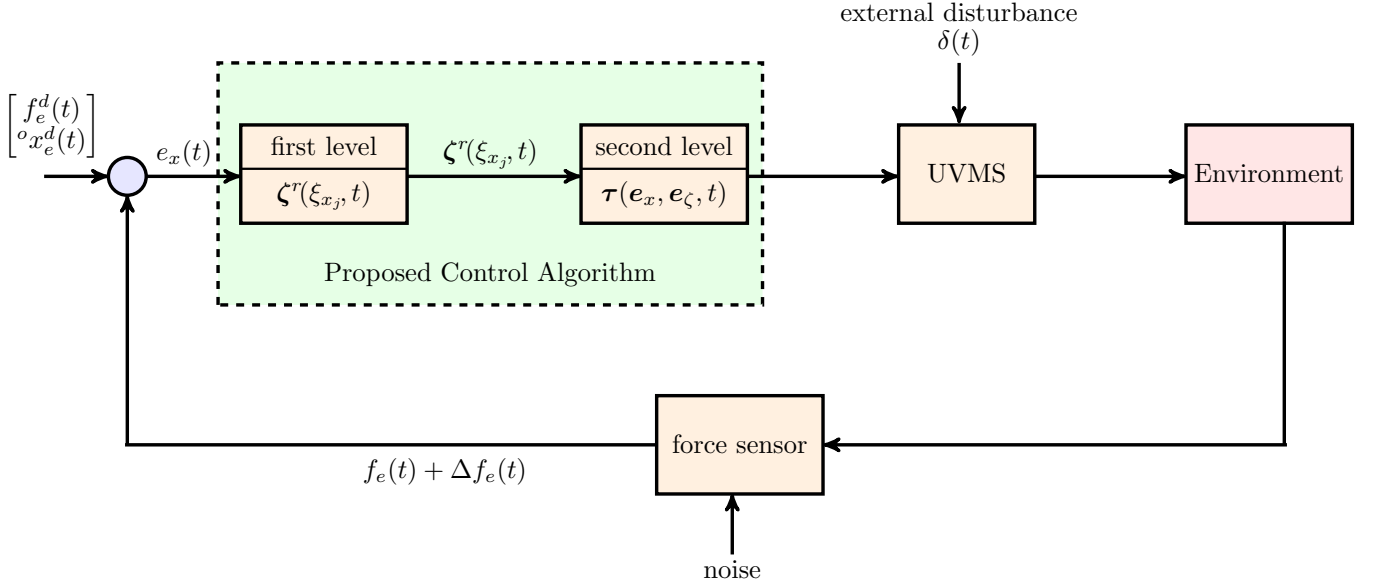 external disturbance
δ(t)
[f_e^d(t)
^o x_e^d(t)]
e_x(t)
first level
ζ^r(ξ_{x_j}, t)
ζ^r(ξ_{x_j}, t)
second level
τ(e_x, e_ζ, t)
UVMS
Environment
Proposed Control Algorithm
force sensor
f_e(t) + Δf_e(t)
noise